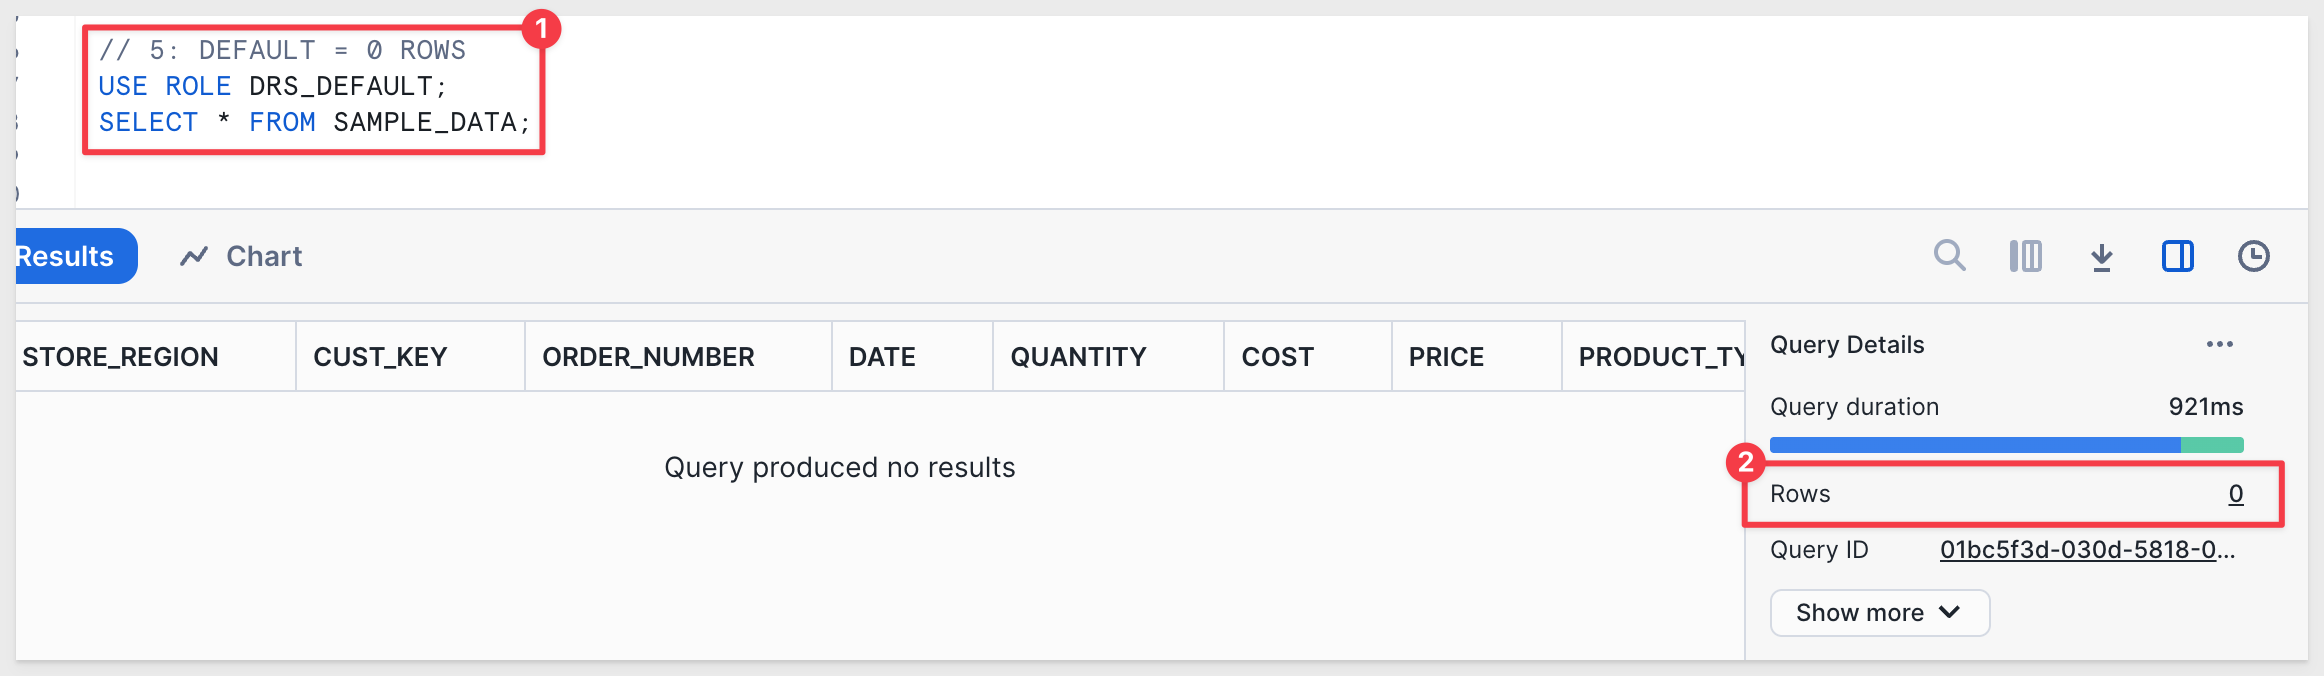 1
// 5: DEFAULT = 0 ROWS
USE ROLE DRS_DEFAULT;
SELECT * FROM SAMPLE_DATA;
Results Chart
STORE_REGION CUST_KEY ORDER_NUMBER DATE QUANTITY COST PRICE PRODUCT_TY
Query produced no results
Query Details
Query duration 921ms
2
Rows 0
Query ID 01bc5f3d-030d-5818-0...
Show more